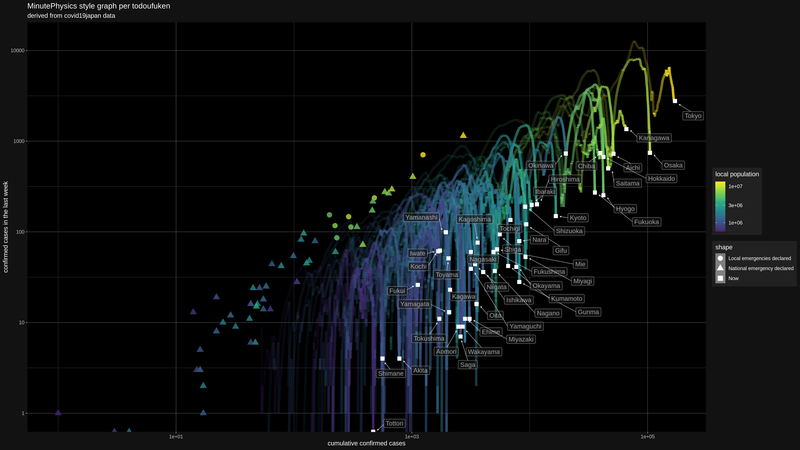 MinutePhysics style graph per todoufuken
derived from covid19japan data
confirmed cases in the last week
10000
1000
100
10
1
1e+01
1e+03
1e+05
cumulative confirmed cases
Tokyo
Kanagawa
Okinawa
Chiba
Aichi
Osaka
Hokkaido
Hiroshima
Saitama
Ibaraki
Hyogo
Fukuoka
Yamanashi
Kagoshima
Kyoto
Tochigi
Shizuoka
Nara
Iwate
Shiga
Gifu
Nagasaki
Kochi
Mie
Toyama
Fukushima
Miyagi
Niigata
Okayama
Fukui
Kagawa
Ishikawa
Kumamoto
Yamagata
Oita
Nagano
Gunma
Yamaguchi
Ehime
Tokushima
Miyazaki
Aomori
Wakayama
Saga
Shimane
Akita
Tottori
local population
1e+07
3e+06
1e+06
shape
Local emergencies declared
National emergency declared
Now